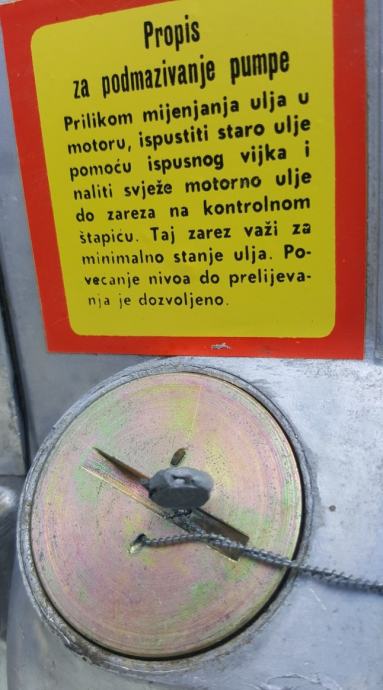 Propis
za podmazivanje pumpe
Prilikom mijenjanja ulja u
motoru, ispustiti staro ulje
pomoću ispusnog vijka i
naliti svježe motorno ulje
do zareza na kontrolnom
štapiću. Taj zarez važi za
minimalno stanje ulja. Po-
vecanje nivoa do prelijeva-
nja je dozvoljeno.